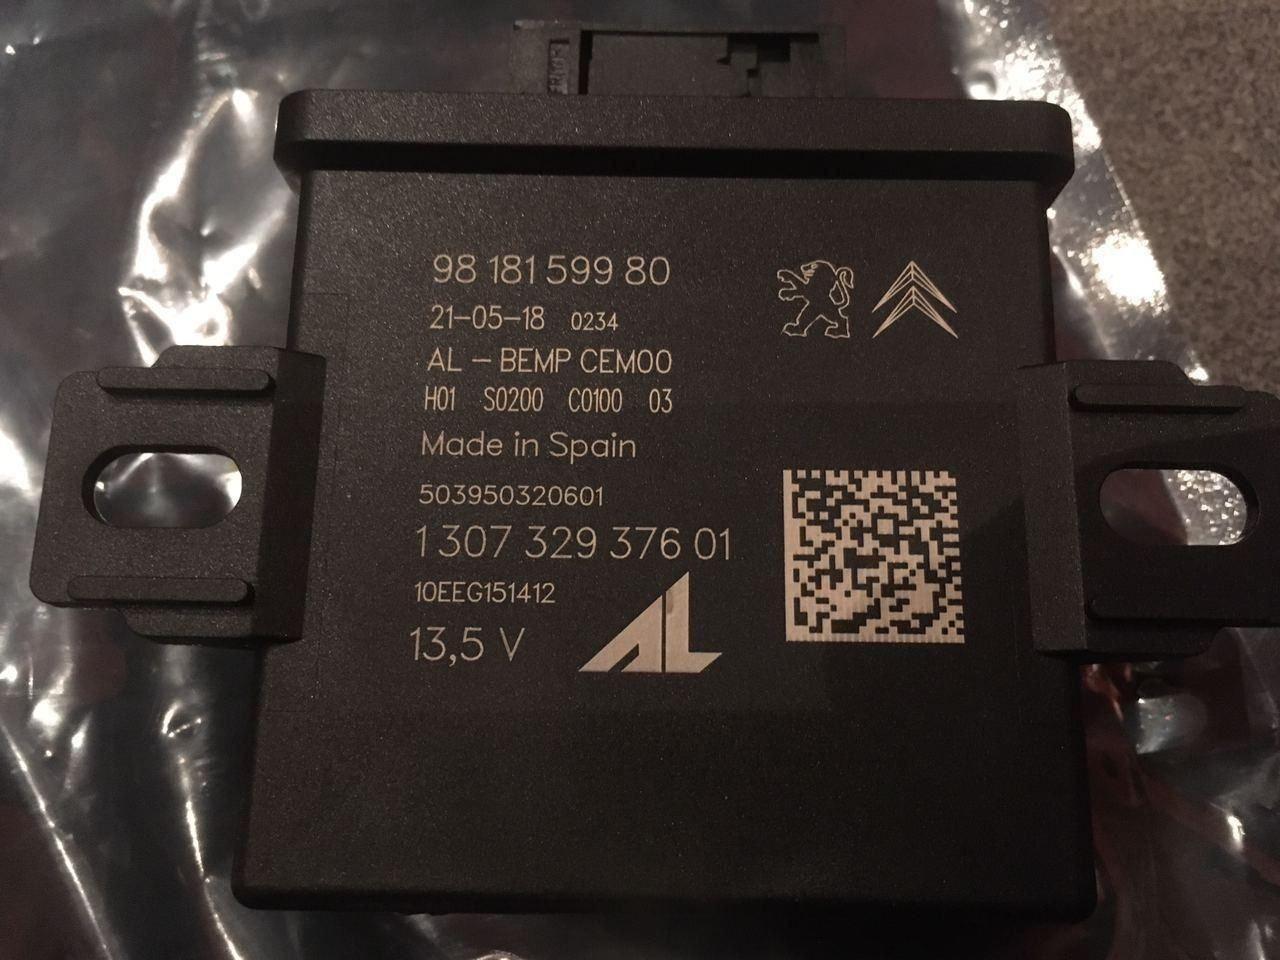 98 181 599 80
21-05-18 0234
AL - BEMP CEM00
H01 S0200 C0100 03
Made in Spain
503950320601
1 307 329 376 01
10EEG151412
13,5 V
AL